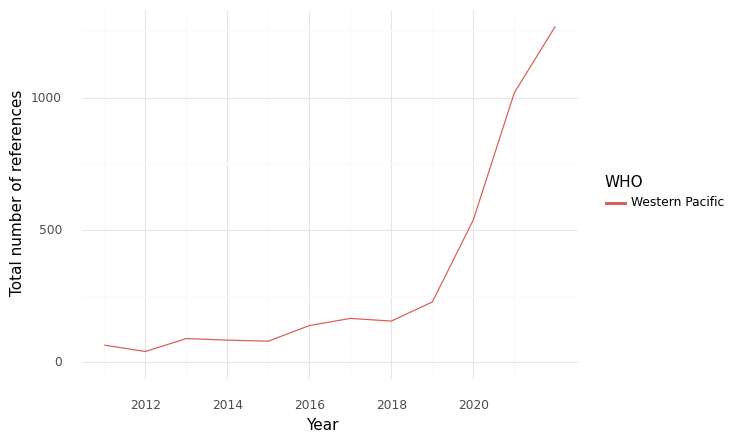 Total number of references
1000
500
0
2012 2014 2016 2018 2020
Year
WHO
Western Pacific